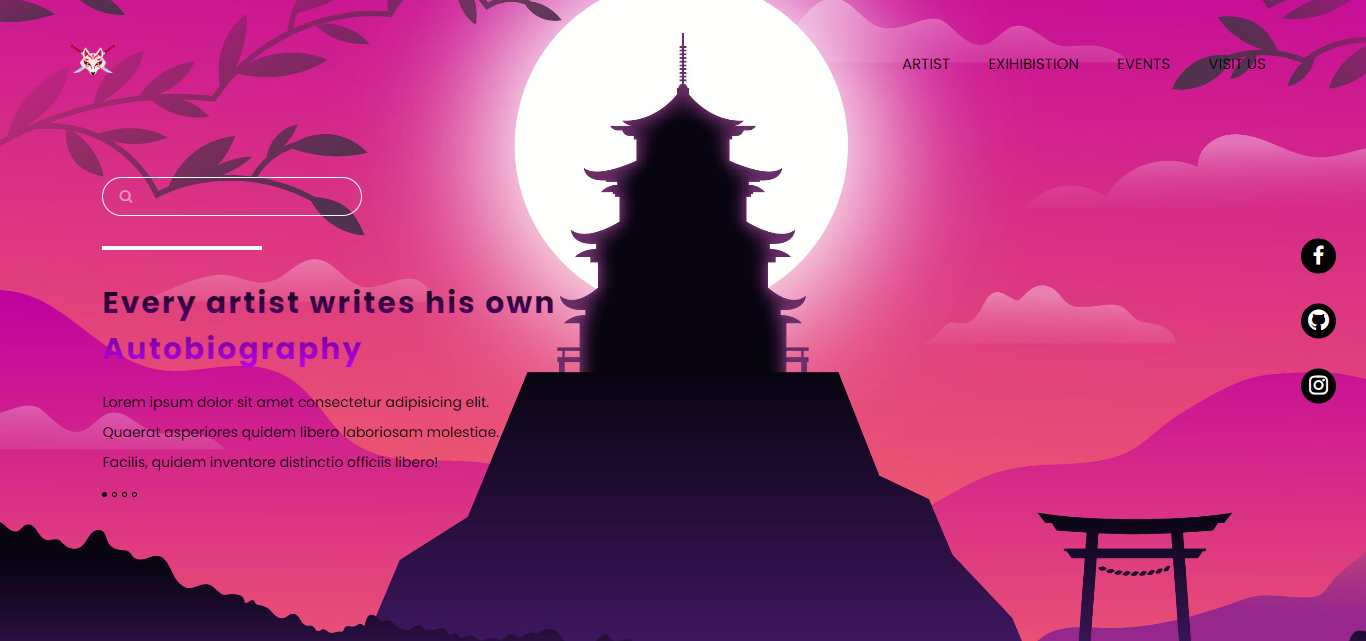 ARTIST EXIHIBISTION EVENTS VISIT US
Every artist writes his own
Autobiography
Lorem ipsum dolor sit amet consectetur adipisicing elit.
Quaerat asperiores quidem libero laboriosam molestiae.
Facilis, quidem inventore distinctio officiis libero!